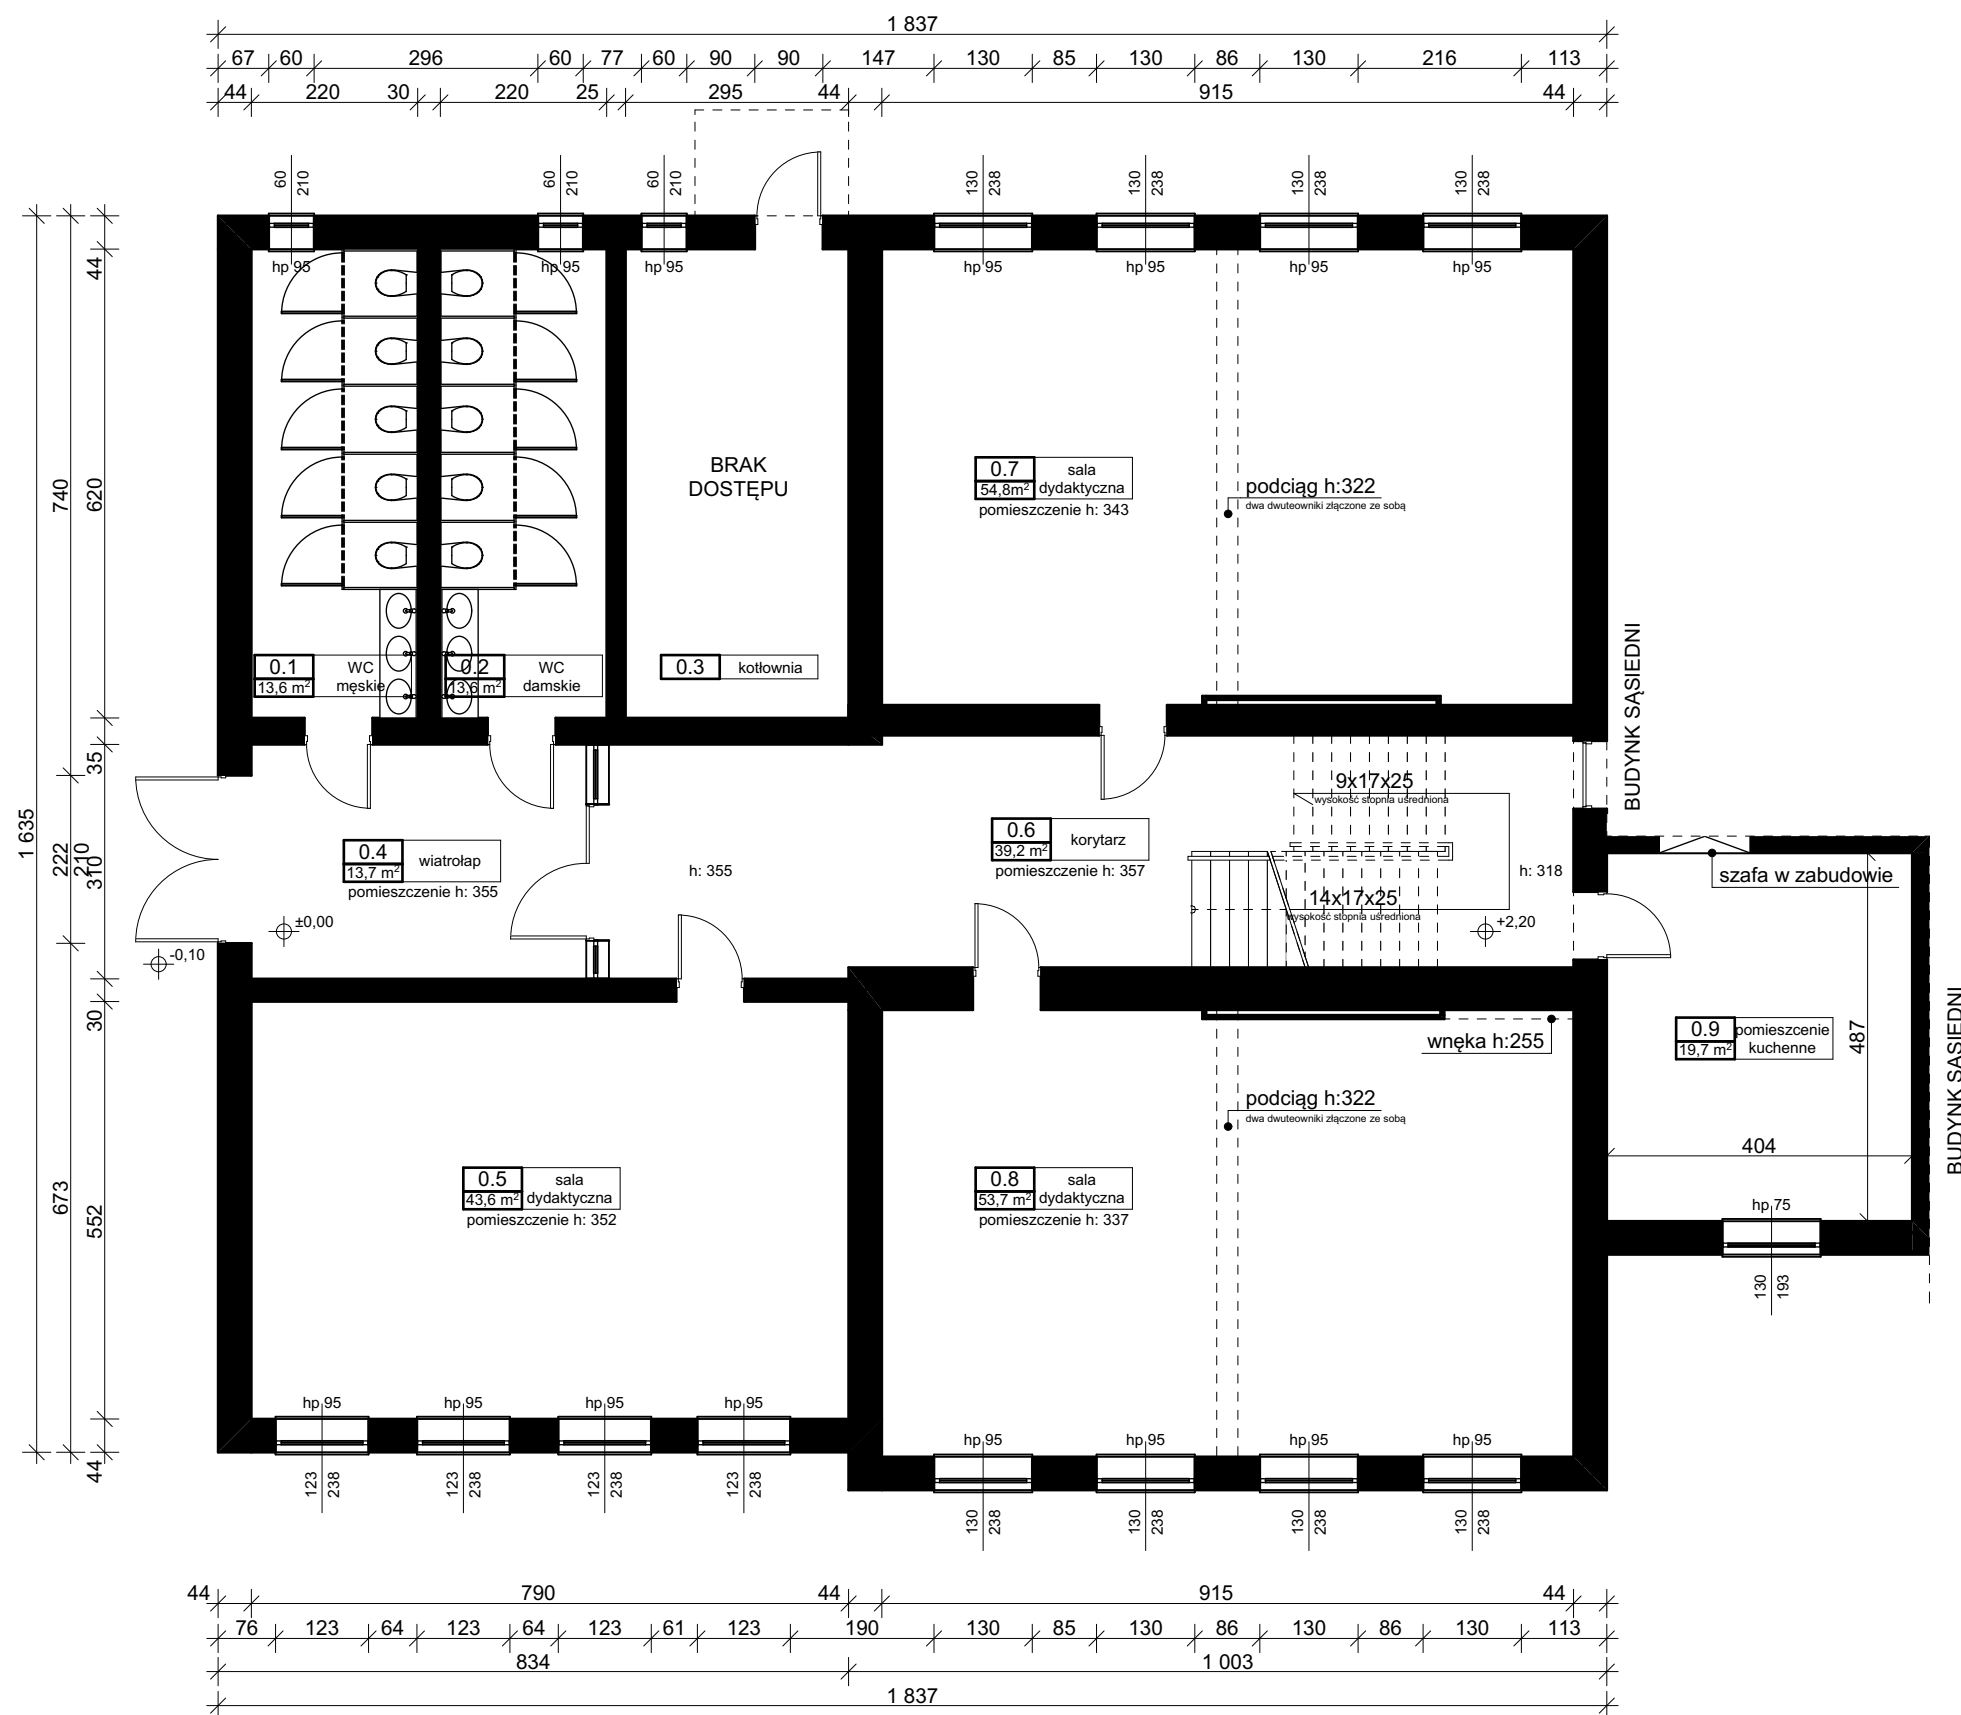 1 837
67 60 296 60 77 60 90 90 147 130 85 130 86 130 216 113
44 220 30 220 25 295 44 915 44
60 210
60 210
60 210
130 238
130 238
130 238
130 238
hp 95
hp 95
hp 95
hp 95
hp 95
hp 95
hp 95
44
740
620
35
1 635
222
210
310
30
673
552
44
BRAK
DOSTĘPU
0.7 sala
54,8m² dydaktyczna
pomieszczenie h: 343
podciąg h:322
dwa dwuteowniki złączone ze sobą
0.1 WC
13,6 m² męskie
0.2 WC
13,6 m² damskie
0.3 kotłownia
BUDYNK SĄSIEDNI
9x17x25
wysokość stopnia uśredniona
0.4 wiatrołap
13,7 m²
pomieszczenie h: 355
h: 355
0.6 korytarz
39,2 m²
pomieszczenie h: 357
h: 318
szafa w zabudowie
14x17x25
wysokość stopnia uśredniona
±0,00
-0,10
+2,20
wnęka h:255
0.9 pomieszcenie
19,7 m² kuchenne
487
BUDYNK SĄSIEDNI
podciąg h:322
dwa dwuteowniki złączone ze sobą
404
0.5 sala
43,6 m² dydaktyczna
pomieszczenie h: 352
0.8 sala
53,7 m² dydaktyczna
pomieszczenie h: 337
hp 75
130 193
hp 95
hp 95
hp 95
hp 95
hp 95
hp 95
hp 95
hp 95
123 238
123 238
123 238
123 238
130 238
130 238
130 238
130 238
44 790 44 915 44
76 123 64 123 64 123 61 123 190 130 85 130 86 130 86 130 113
834 1 003
1 837